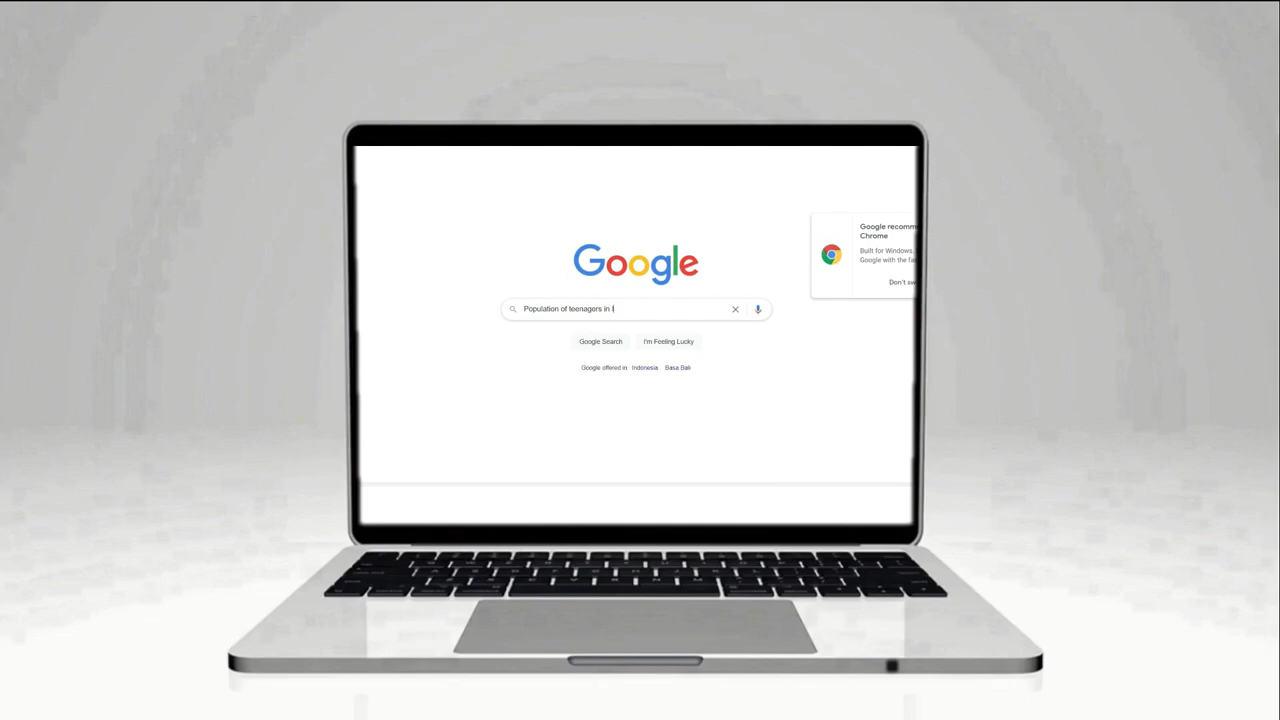 Google
Population of teenagers in I
Google Search
I'm Feeling Lucky
Google offered in Indonesia Basa Bali
Google recomm
Chrome
Built for Windows.
Google with the fa
Don't sw